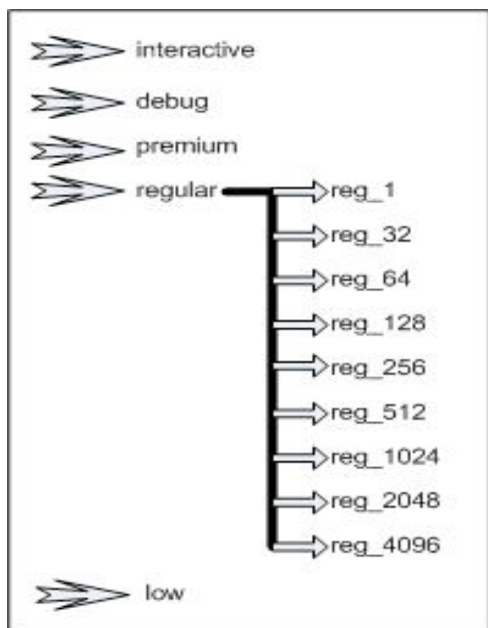 interactive
debug
premium
regular
reg_1
reg_32
reg_64
reg_128
reg_256
reg_512
reg_1024
reg_2048
reg_4096
low